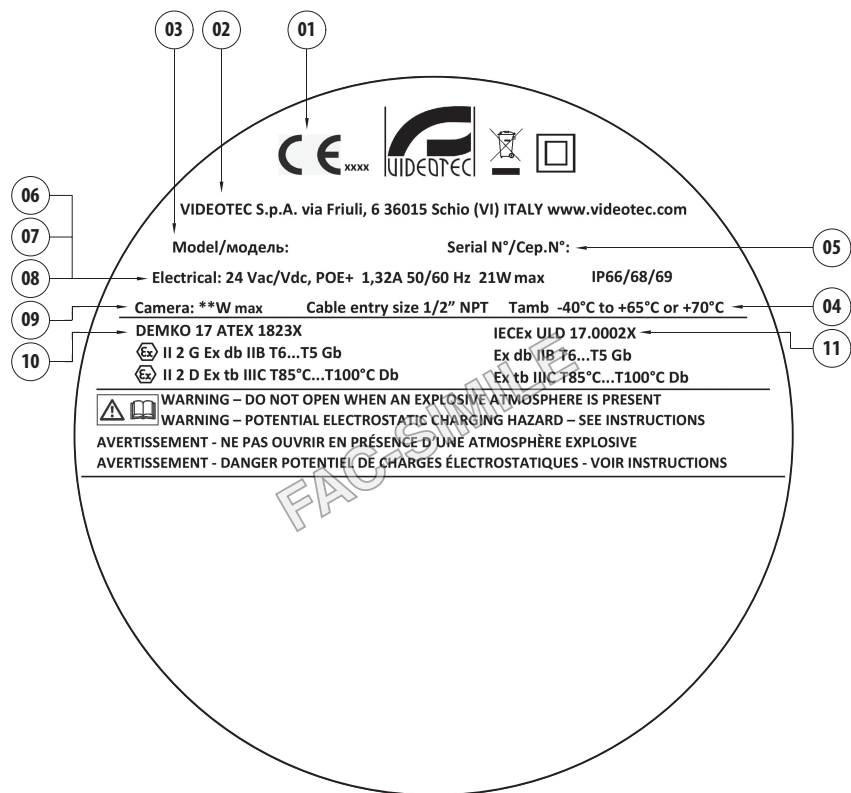 03 02 01
CE xxxx VIDEOTEC
06
VIDEOTEC S.p.A. via Friuli, 6 36015 Schio (VI) ITALY www.videotec.com
07
Model/модель: Serial N°/Сер.N°: 05
08 Electrical: 24 Vac/Vdc, POE+ 1,32A 50/60 Hz 21W max IP66/68/69
09 Camera: **W max Cable entry size 1/2” NPT Tamb -40°C to +65°C or +70°C 04
10 DEMKO 17 ATEX 1823X IECEx ULD 17.0002X 11
Ex II 2 G Ex db IIB T6...T5 Gb Ex db IIB T6...T5 Gb
Ex II 2 D Ex tb IIIC T85°C...T100°C Db Ex tb IIIC T85°C...T100°C Db
WARNING – DO NOT OPEN WHEN AN EXPLOSIVE ATMOSPHERE IS PRESENT
WARNING – POTENTIAL ELECTROSTATIC CHARGING HAZARD – SEE INSTRUCTIONS
AVERTISSEMENT - NE PAS OUVRIR EN PRÉSENCE D'UNE ATMOSPHÈRE EXPLOSIVE
AVERTISSEMENT - DANGER POTENTIEL DE CHARGES ÉLECTROSTATIQUES - VOIR INSTRUCTIONS
FAC-SIMILE